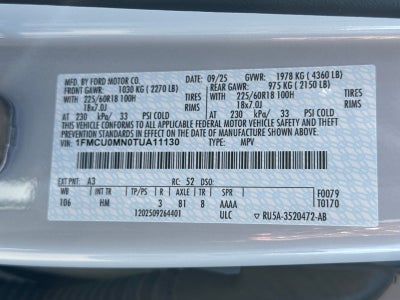 MFD. BY FORD MOTOR CO. 09/25 GVWR: 1978 KG ( 4360 LB)
FRONT GAWR: 1030 KG ( 2270 LB) REAR GAWR: 975 KG ( 2150 LB)
WITH 225/60R18 100H TIRES WITH 225/60R18 100H TIRES
18x7.0J RIMS 18x7.0J RIMS
AT 230 kPa/ 33 PSI COLD AT 230 kPa/ 33 PSI COLD
THIS VEHICLE CONFORMS TO ALL APPLICABLE FEDERAL MOTOR VEHICLE SAFETY, BUMPER AND THEFT
PREVENTION STANDARDS IN EFFECT ON THE DATE OF MANUFACTURE SHOWN ABOVE.
VIN: 1FMCU0MN0TUA11130 TYPE: MPV
EXT PNT: A3 RC: 52 DSO:
WB TR AX TP SPR F0079
106 HM 3 81 8 AAAA T0170
1202509264401 ULC RU5A-3520472-AB